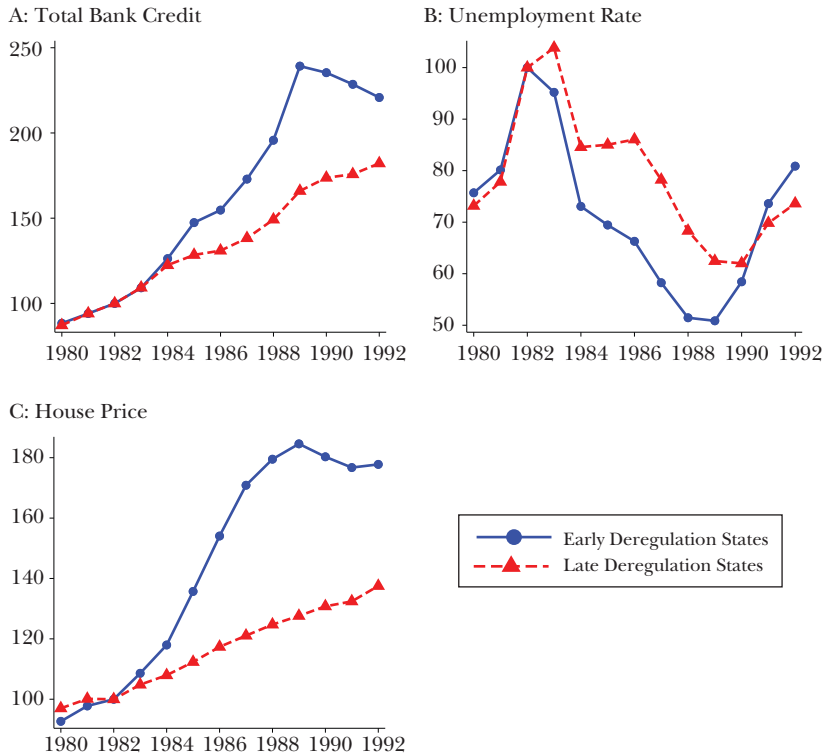 A: Total Bank Credit
250
200
150
100
1980 1982 1984 1986 1988 1990 1992
B: Unemployment Rate
100
90
80
70
60
50
1980 1982 1984 1986 1988 1990 1992
C: House Price
180
160
140
120
100
1980 1982 1984 1986 1988 1990 1992
Early Deregulation States
Late Deregulation States